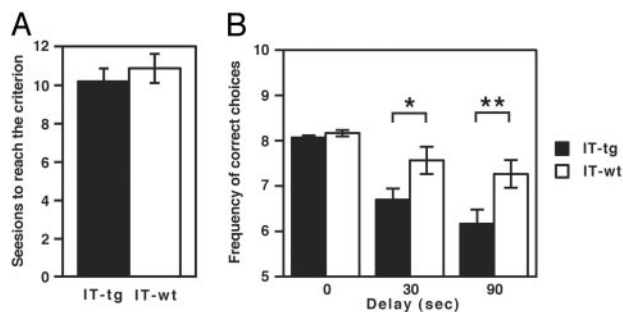 A
Seesions to reach the criterion
12
10
8
6
4
2
0
IT-tg IT-wt
B
Frequency of correct choices
10
9
8
7
6
5
*
**
0 30 90
Delay (sec)
IT-tg
IT-wt